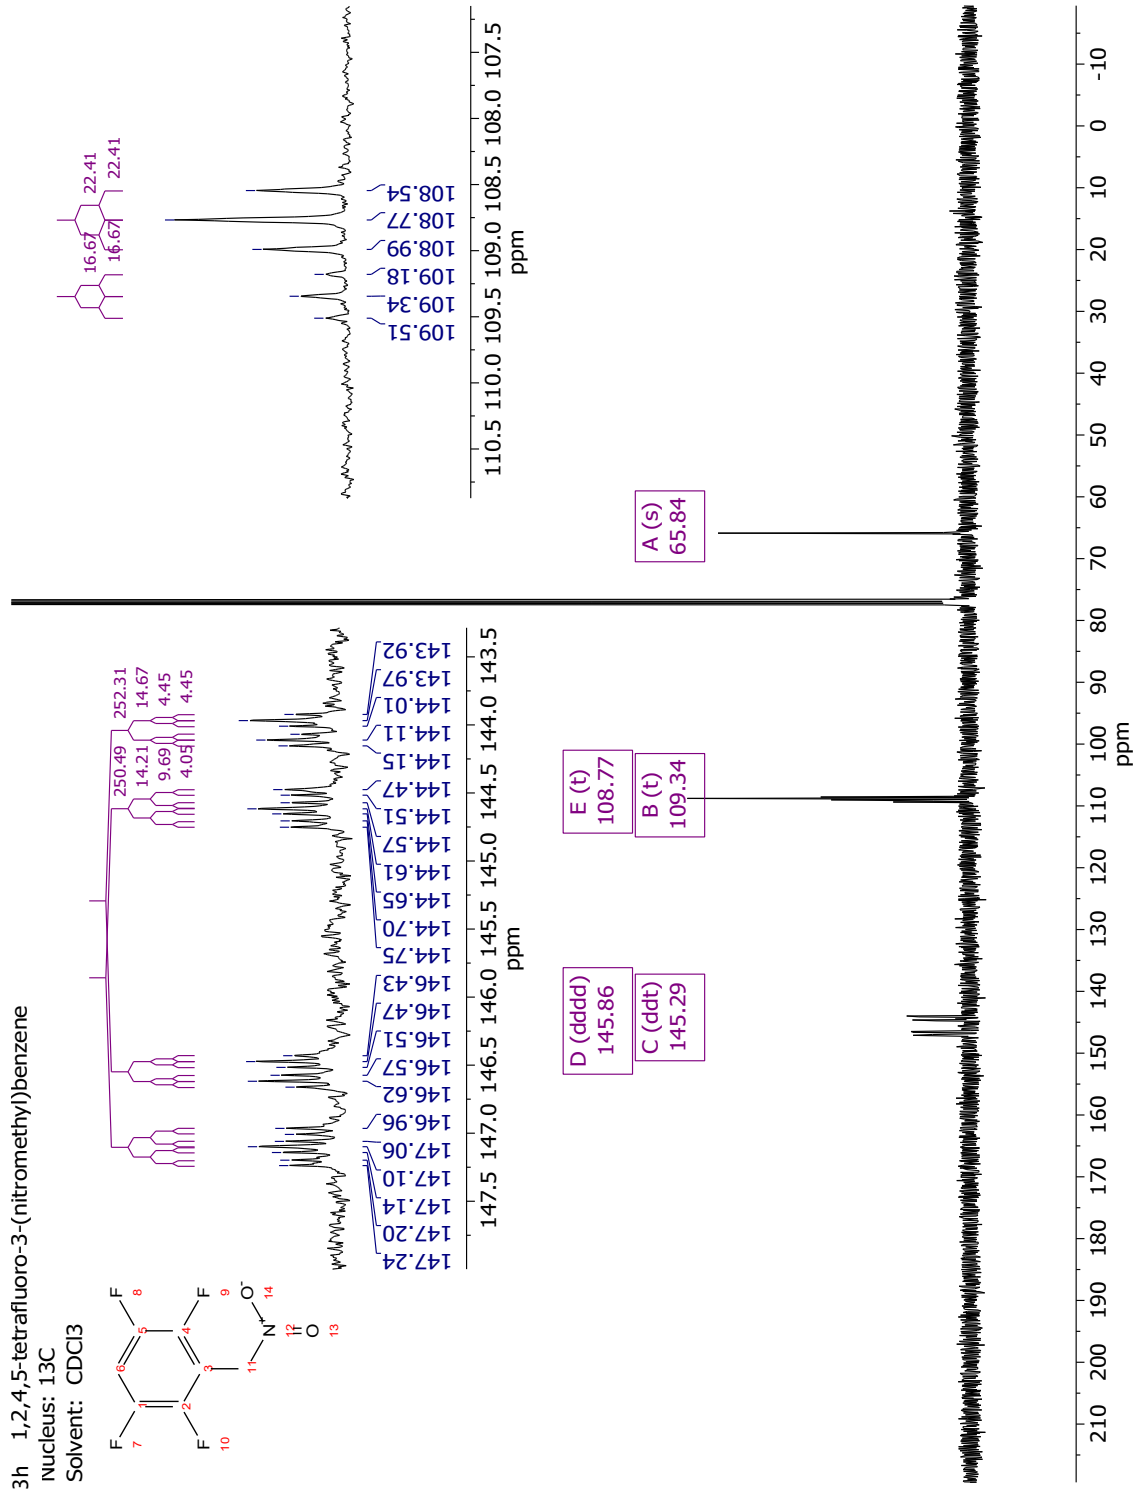 3h 1,2,4,5-tetrafluoro-3-(nitromethyl)benzene
Nucleus: 13C
Solvent: CDCl3
F
7
F
8
F
9
F
10
1
2
3
4
5
6
11
N
+
12
O
13
O
-
14
250.49 252.31
14.21 14.67
9.69 4.45
4.05 4.45
147.24
147.20
147.14
147.10
147.06
146.96
146.62
146.57
146.51
146.47
146.43
144.75
144.70
144.65
144.61
144.57
144.51
144.47
144.15
144.11
144.01
143.97
143.92
147.5 147.0 146.5 146.0 145.5 145.0 144.5 144.0 143.5
ppm
16.67 22.41
16.67 22.41
109.51
109.34
109.18
108.99
108.77
108.54
110.5 110.0 109.5 109.0 108.5 108.0 107.5
ppm
D (dddd)
145.86
C (ddt)
145.29
E (t)
108.77
B (t)
109.34
A (s)
65.84
210 200 190 180 170 160 150 140 130 120 110 100 90 80 70 60 50 40 30 20 10 0 -10
ppm